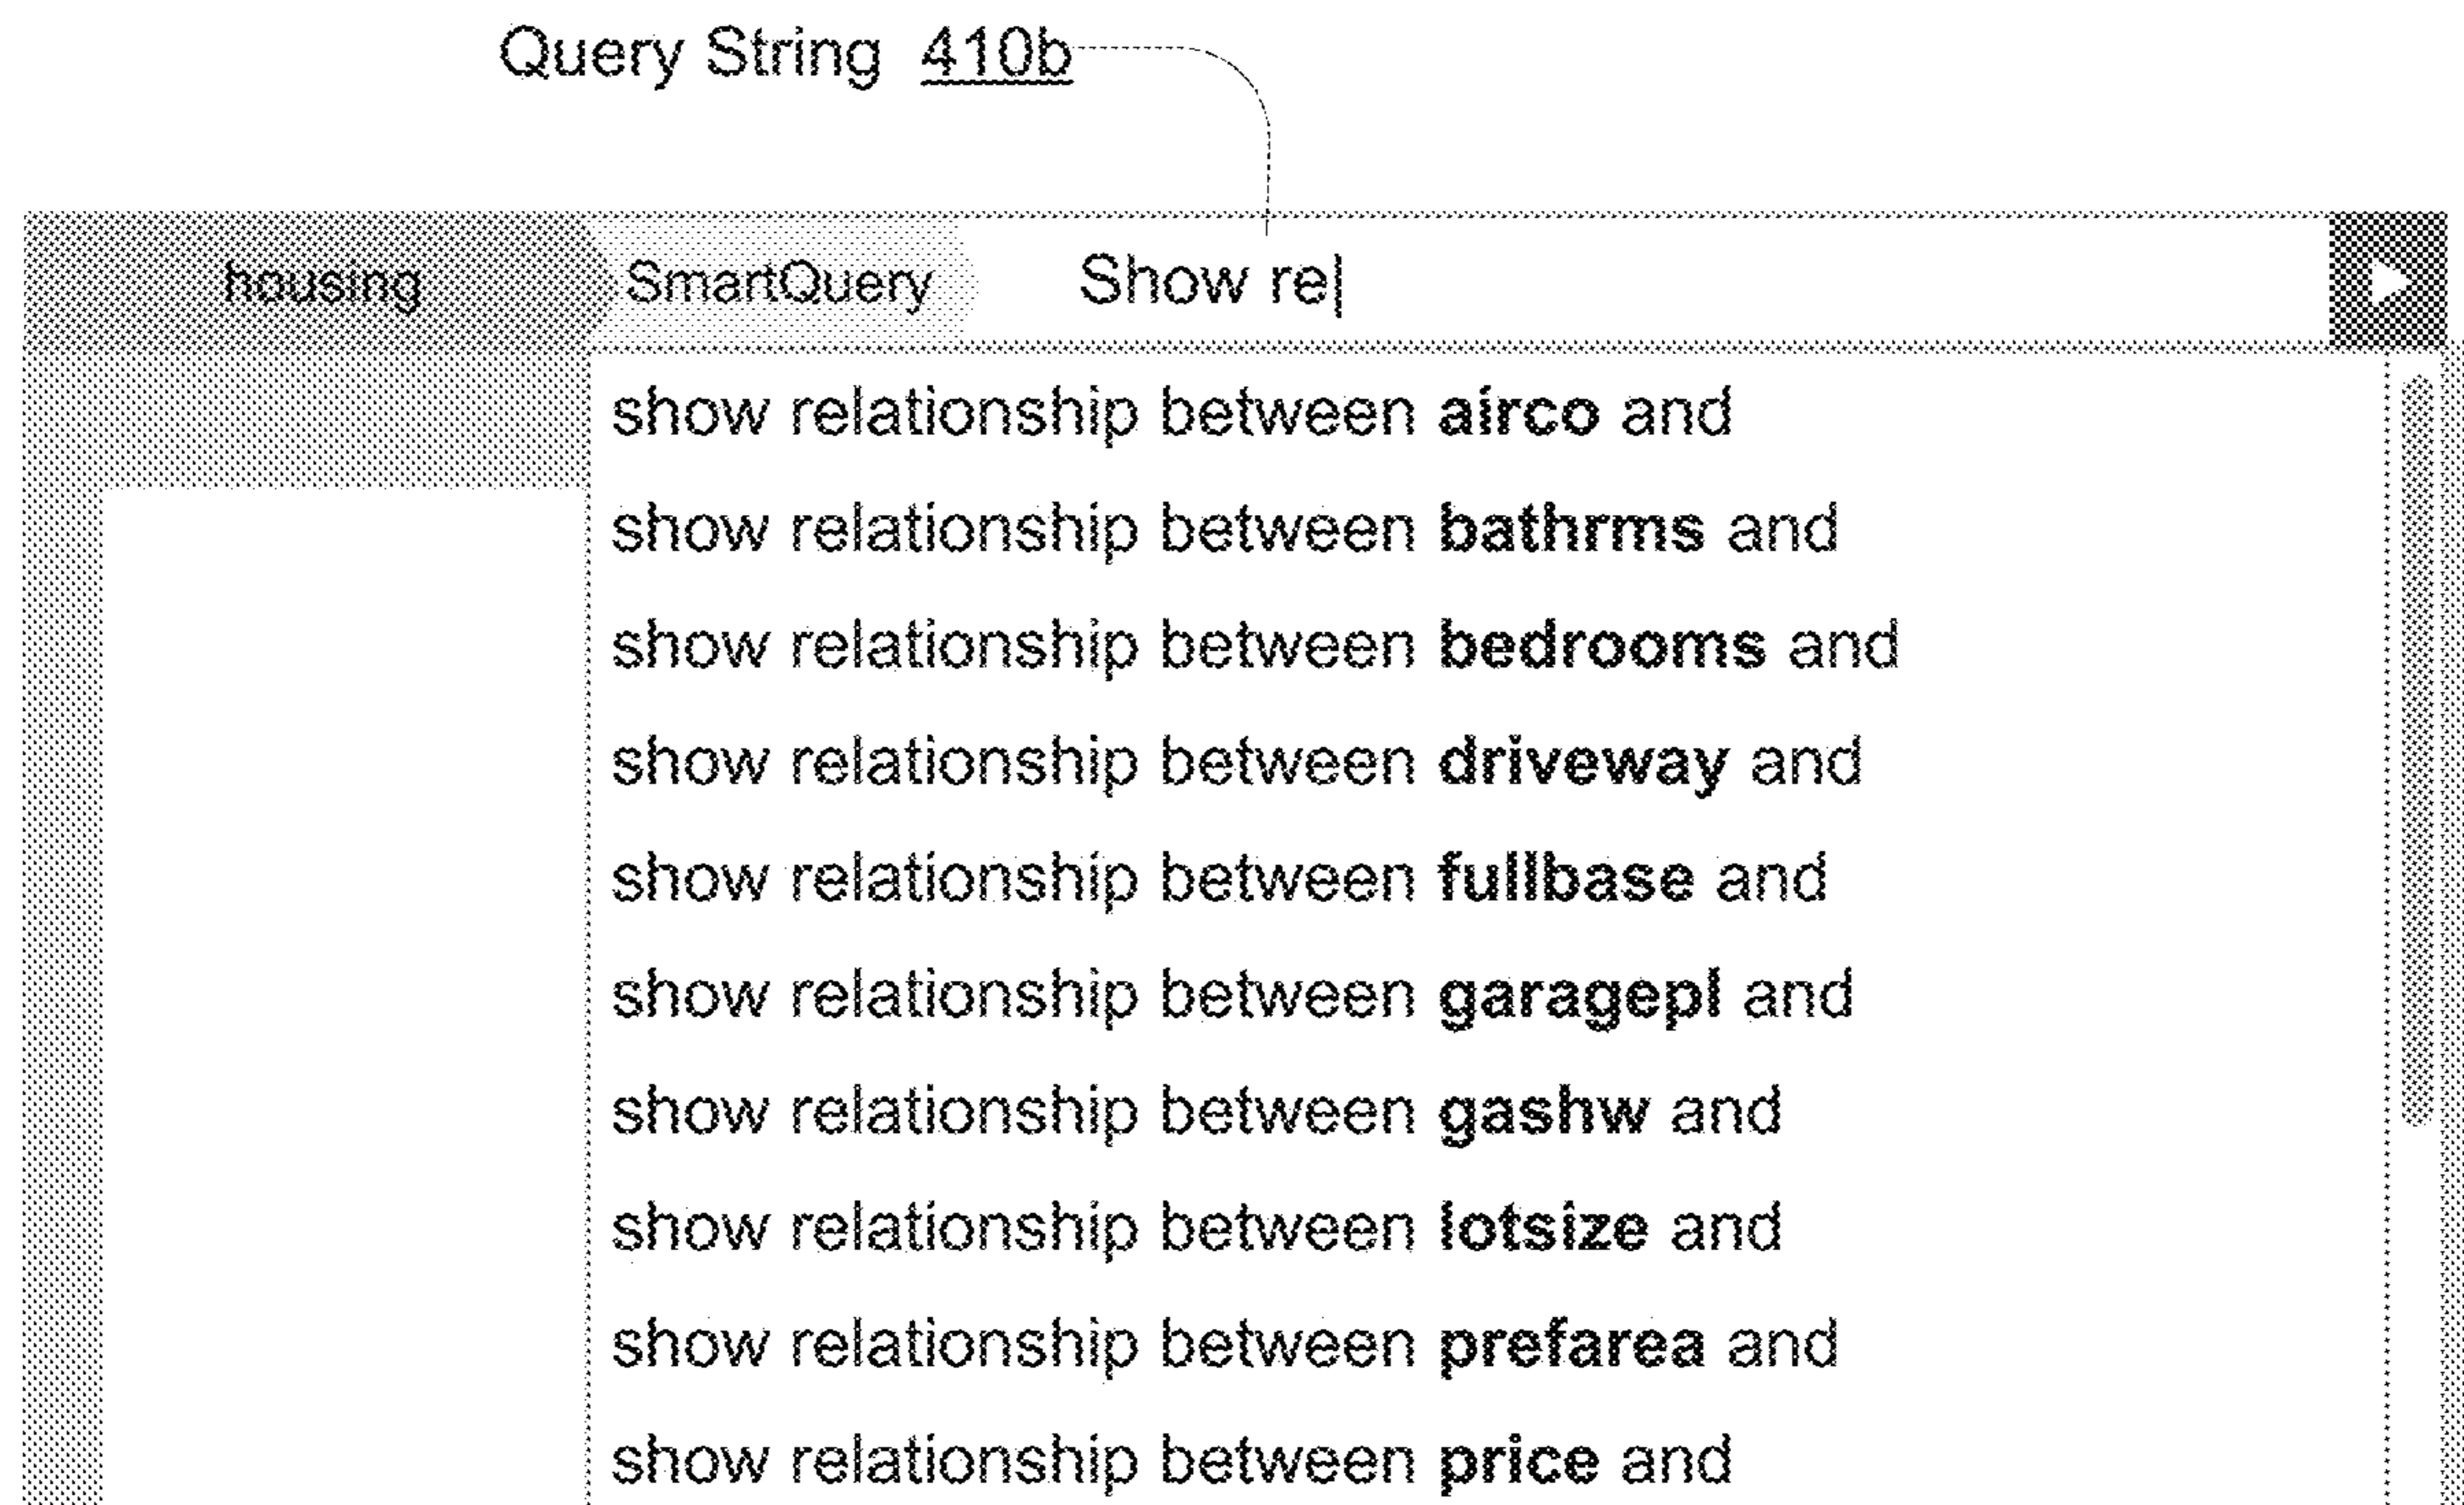 Query String 410b
housing SmartQuery Show re
show relationship between airco and
show relationship between bathrms and
show relationship between bedrooms and
show relationship between driveway and
show relationship between fullbase and
show relationship between garagepl and
show relationship between gashw and
show relationship between lotsize and
show relationship between prefarea and
show relationship between price and